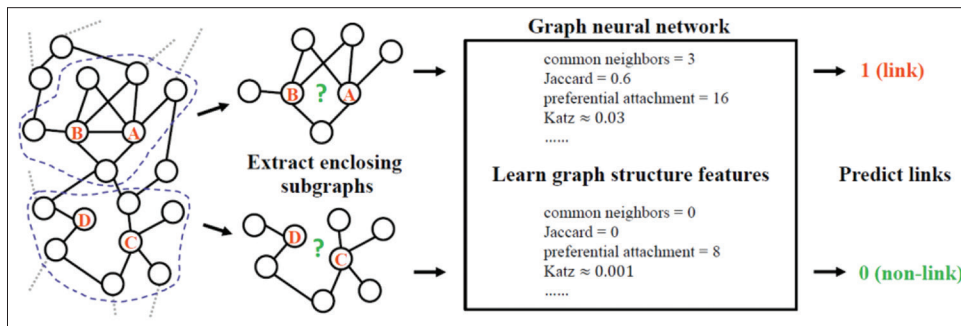 B
A
D
C
B
?
A
Extract enclosing
subgraphs
D
?
C
Graph neural network
common neighbors = 3
Jaccard = 0.6
preferential attachment = 16
Katz ≈ 0.03
......
Learn graph structure features
common neighbors = 0
Jaccard = 0
preferential attachment = 8
Katz ≈ 0.001
......
1 (link)
Predict links
0 (non-link)